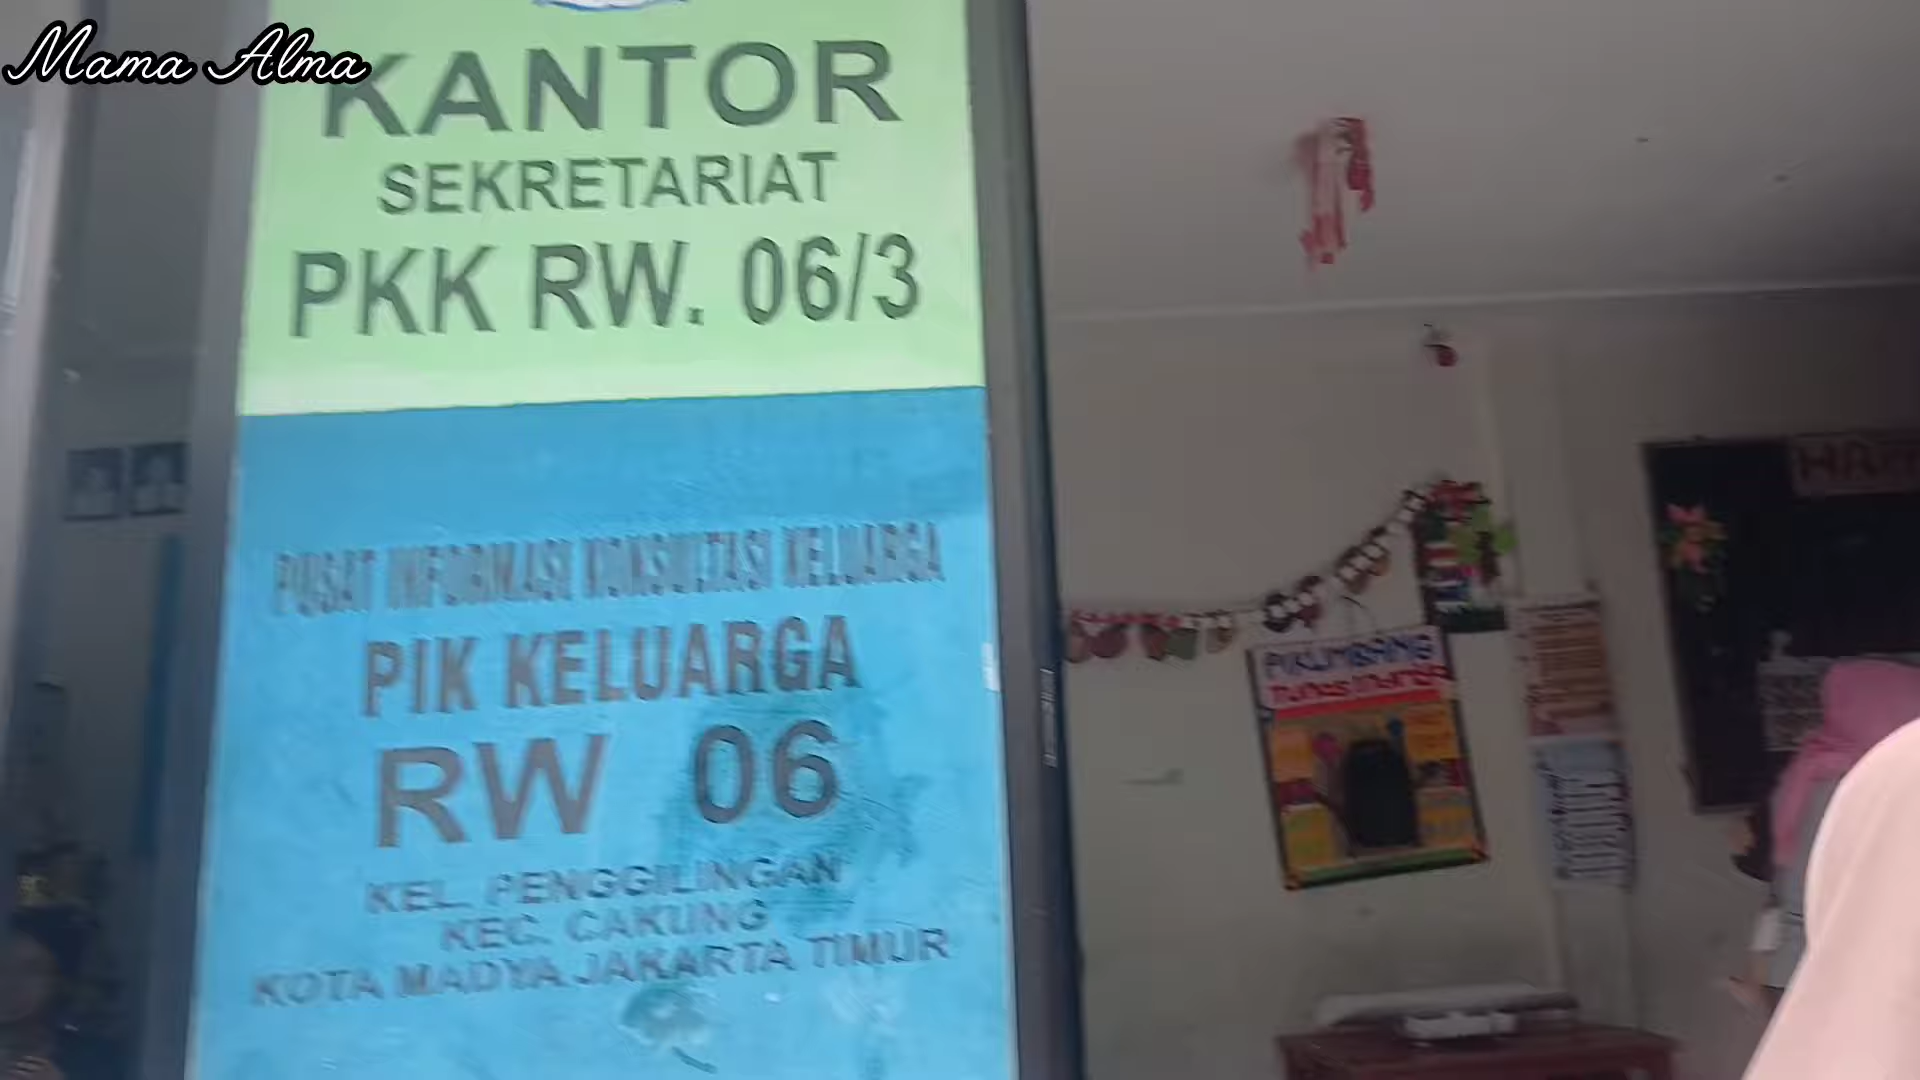 Mama Alma
KANTOR
SEKRETARIAT
PKK RW. 06/3
PUSAT INFORMASI KONSULTASI KELUARGA
PIK KELUARGA
RW 06
KEL. PENGGILINGAN
KEC. CAKUNG
KOTA MADYA JAKARTA TIMUR